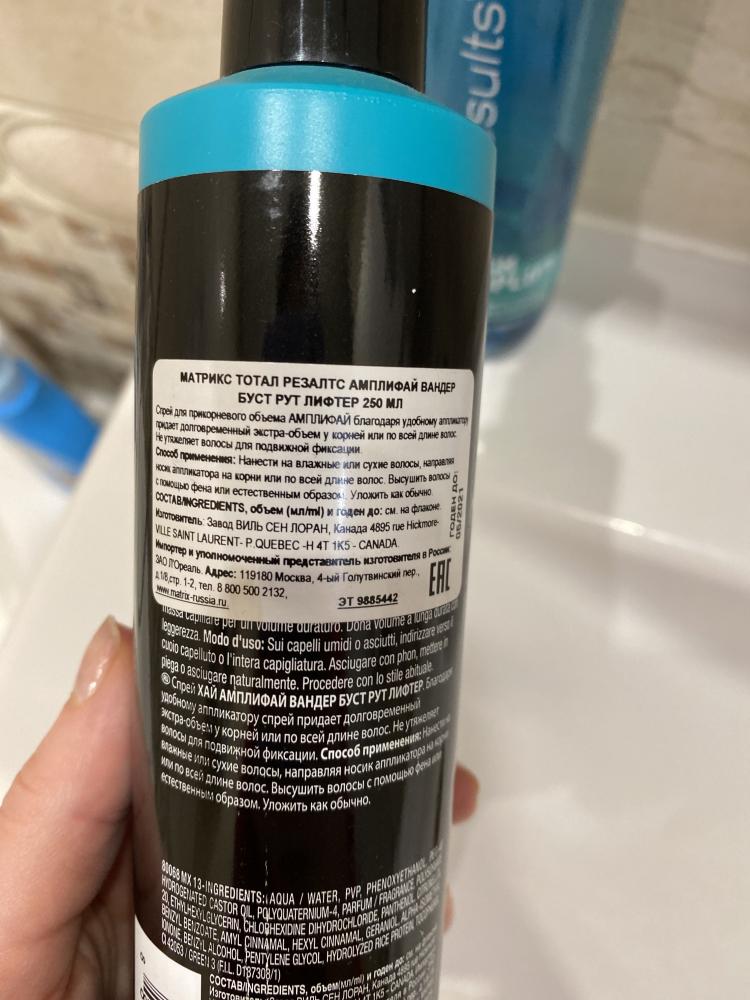 sults
МАТРИКС ТОТАЛ РЕЗАЛТС АМПЛИФАЙ ВАНДЕР
БУСТ РУТ ЛИФТЕР 250 МЛ
Спрей для прикорневого объема АМПЛИФАЙ благодаря удобному аппликатору
придает долговременный экстра-объем у корней или по всей длине волос.
Не утяжеляет волосы для подвижной фиксации.
Способ применения: Нанести на влажные или сухие волосы, направляя
носик аппликатора на корни или по всей длине волос. Высушить волосы
с помощью фена или естественным образом. Уложить как обычно.
СОСТАВ/INGREDIENTS, объем (мл/ml) и годен до: см. на флаконе.
Изготовитель: Завод ВИЛЬ СЕН ЛОРАН, Канада 4895 rue Hickmore-
VILLE SAINT LAURENT- P.QUEBEC -H 4T 1K5 - CANADA.
Импортер и уполномоченный представитель изготовителя в России:
ЗАО Л'Ореаль. Адрес: 119180 Москва, 4-ый Голутвинский пер.,
д.1/8,стр. 1-2, тел. 8 800 500 2132,
www.matrix-russia.ru
ЭТ 9885442
EAC
ГОДЕН ДО:
05/2021
massa capillare per un volume duraturo. Dona volume a lunga durata con
leggerezza. Modo d'uso: Sui capelli umidi o asciutti, indirizzare verso il
cuoio capelluto o l'intera capigliatura. Asciugare con phon, mettere in
piega o asciugare naturalmente. Procedere con lo stile abituale.
Спрей ХАЙ АМПЛИФАЙ ВАНДЕР БУСТ РУТ ЛИФТЕР. Благодаря
удобному аппликатору спрей придает долговременный
экстра-объем у корней или по всей длине волос. Не утяжеляет
волосы для подвижной фиксации. Способ применения: Нанести на
влажные или сухие волосы, направляя носик аппликатора на корни
или по всей длине волос. Высушить волосы с помощью фена или
естественным образом. Уложить как обычно.
80068 MX 13-INGREDIENTS: AQUA / WATER, PVP, PHENOXYETHANOL,
HYDROGENATED CASTOR OIL, POLYQUATERNIUM-4, PARFUM / FRAGRANCE,
20, ETHYLHEXYLGLYCERIN, CHLORHEXIDINE DIHYDROCHLORIDE, PANTHENOL,
BENZYL BENZOATE, AMYL CINNAMAL, HEXYL CINNAMAL, GERANIOL,
IONONE, BENZYL ALCOHOL, PENTYLENE GLYCOL, HYDROLYZED RICE PROTEIN,
CI 42053 / GREEN 3 (F.I.L. D187308/1)
СОСТАВ/INGREDIENTS, объем(мл/ml) и годен до: